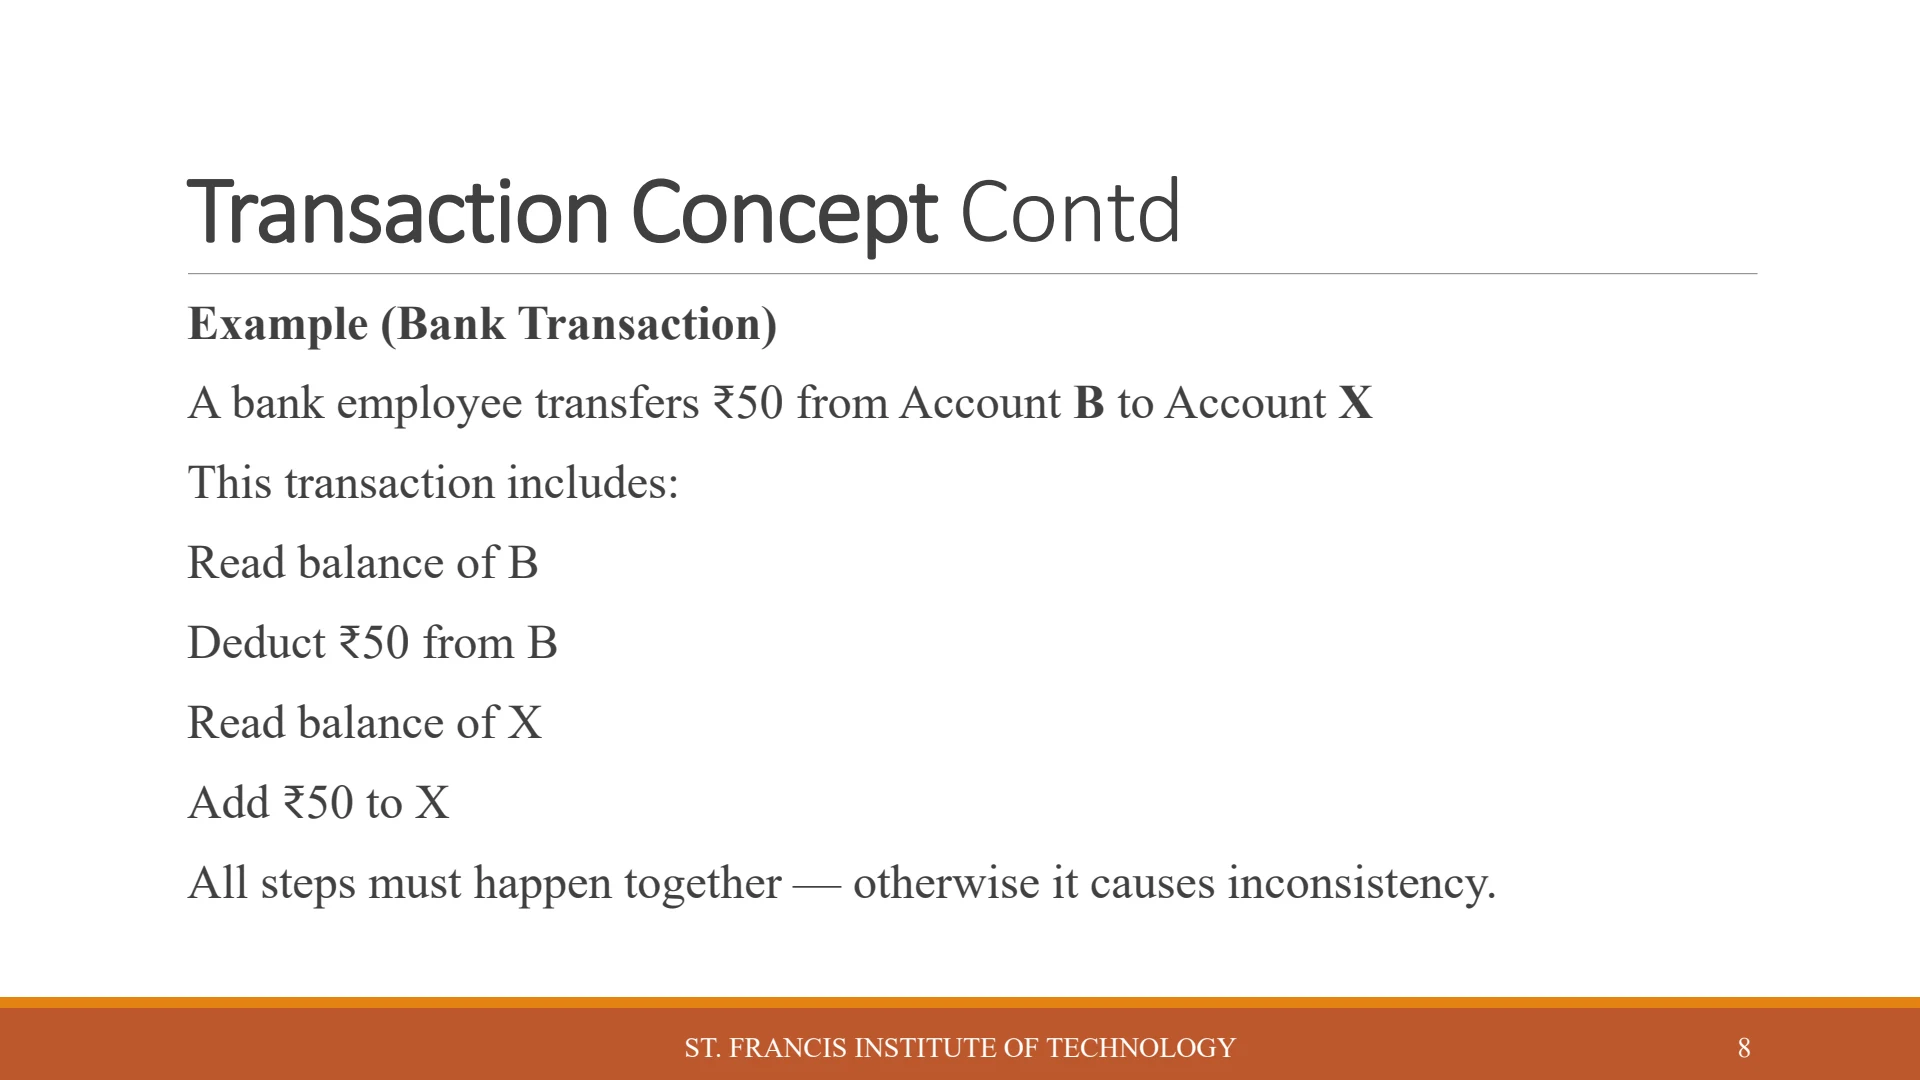 Transaction Concept Contd
Example (Bank Transaction)
A bank employee transfers ₹50 from Account B to Account X
This transaction includes:
Read balance of B
Deduct ₹50 from B
Read balance of X
Add ₹50 to X
All steps must happen together — otherwise it causes inconsistency.
ST. FRANCIS INSTITUTE OF TECHNOLOGY
8